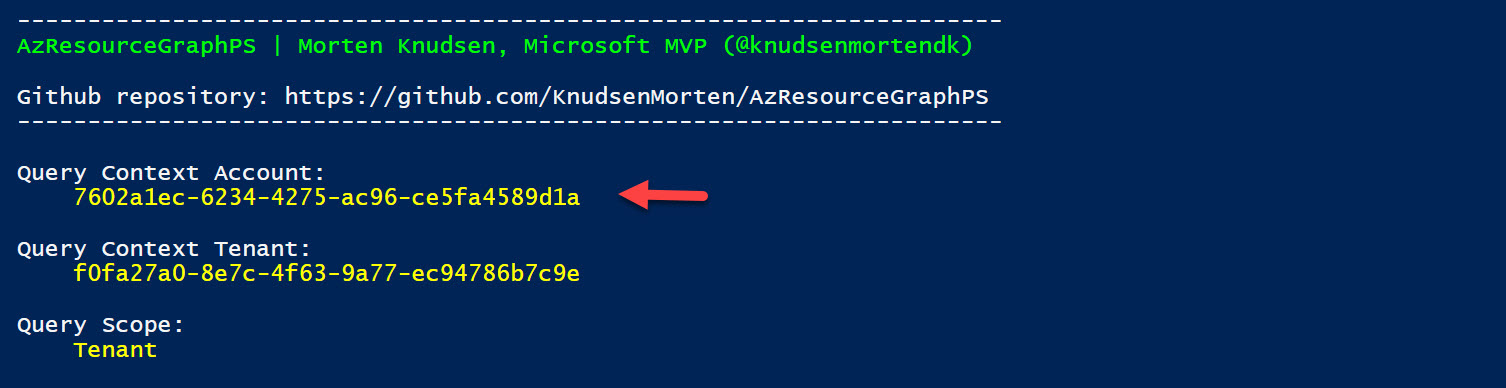 ----------------------------------------------------------------------
AzResourceGraphPS | Morten Knudsen, Microsoft MVP (@knudsenmortendk)
Github repository: https://github.com/KnudsenMorten/AzResourceGraphPS
----------------------------------------------------------------------
Query Context Account:
7602a1ec-6234-4275-ac96-ce5fa4589d1a
Query Context Tenant:
f0fa27a0-8e7c-4f63-9a77-ec94786b7c9e
Query Scope:
Tenant